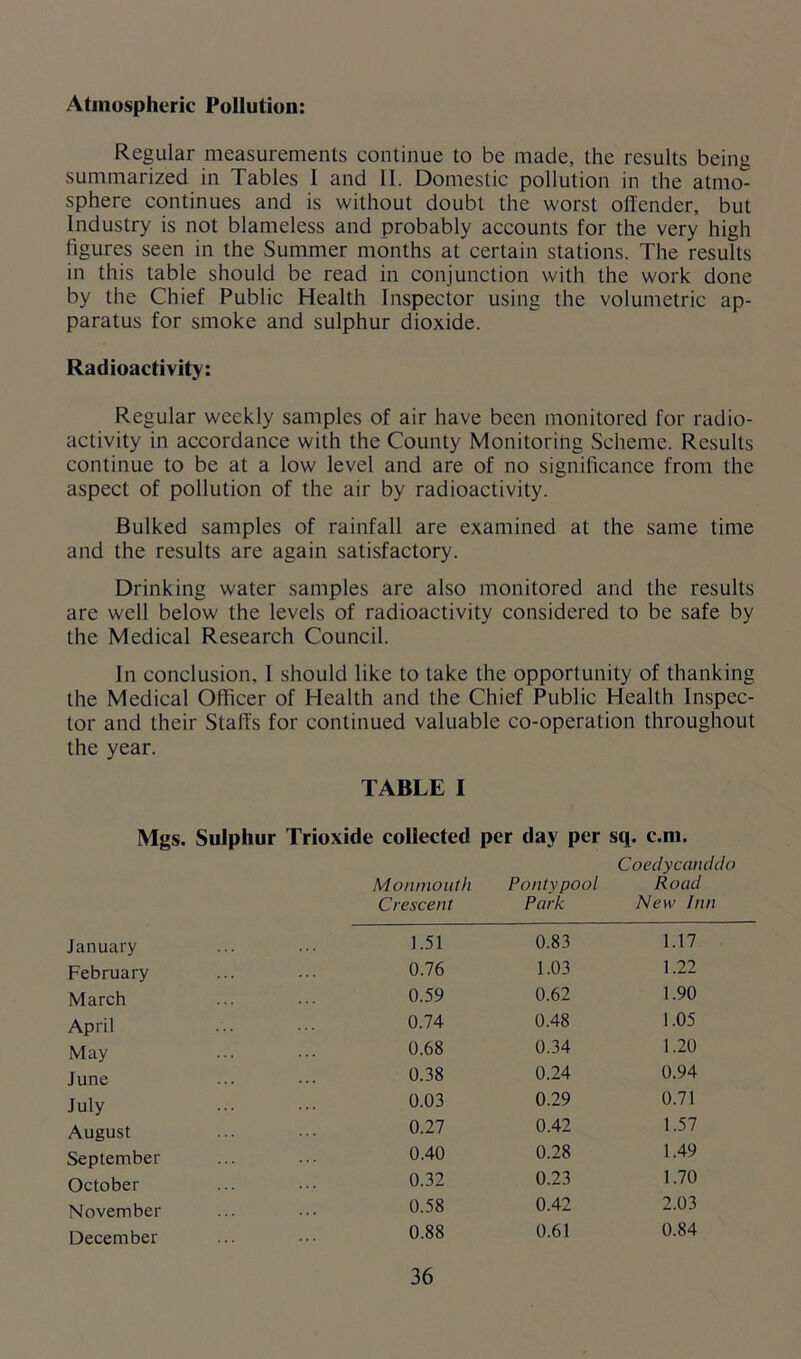 Atmospheric Pollution:
Regular measurements continue to be made, the results being
summarized in Tables I and II. Domestic pollution in the atmo-
sphere continues and is without doubt the worst offender, but
Industry is not blameless and probably accounts for the very high
figures seen in the Summer months at certain stations. The results
in this table should be read in conjunction with the work done
by the Chief Public Health Inspector using the volumetric ap-
paratus for smoke and sulphur dioxide.
Radioactivity:
Regular weekly samples of air have been monitored for radio-
activity in accordance with the County Monitoring Scheme. Results
continue to be at a low level and are of no significance from the
aspect of pollution of the air by radioactivity.
Bulked samples of rainfall are examined at the same time
and the results are again satisfactory.
Drinking water samples are also monitored and the results
are well below the levels of radioactivity considered to be safe by
the Medical Research Council.
In conclusion, I should like to take the opportunity of thanking
the Medical Officer of Health and the Chief Public Health Inspec-
tor and their Staffs for continued valuable co-operation throughout
the year.
TABLE I
Mgs. Sulphur Trioxide collected per day per sq. c.m.
Coedycanddo
Monmouth Pontypool Road
Crescent Park New Inn
January ... ... 1.51 0.83 1.17
February ... ... 0.76 1.03 1.22
March ... ... 0.59 0.62 1.90
April ... ... 0.74 0.48 1.05
May ... ... 0.68 0.34 1.20
June ... ... 0.38 0.24 0.94
July ... ... 0.03 0.29 0.71
August ... ... 0.27 0.42 1.57
September ... ... 0.40 0.28 1.49
October ... ... 0.32 0.23 1.70
November ... ... 0.58 0.42 2.03
December ... ... 0.88 0.61 0.84
36